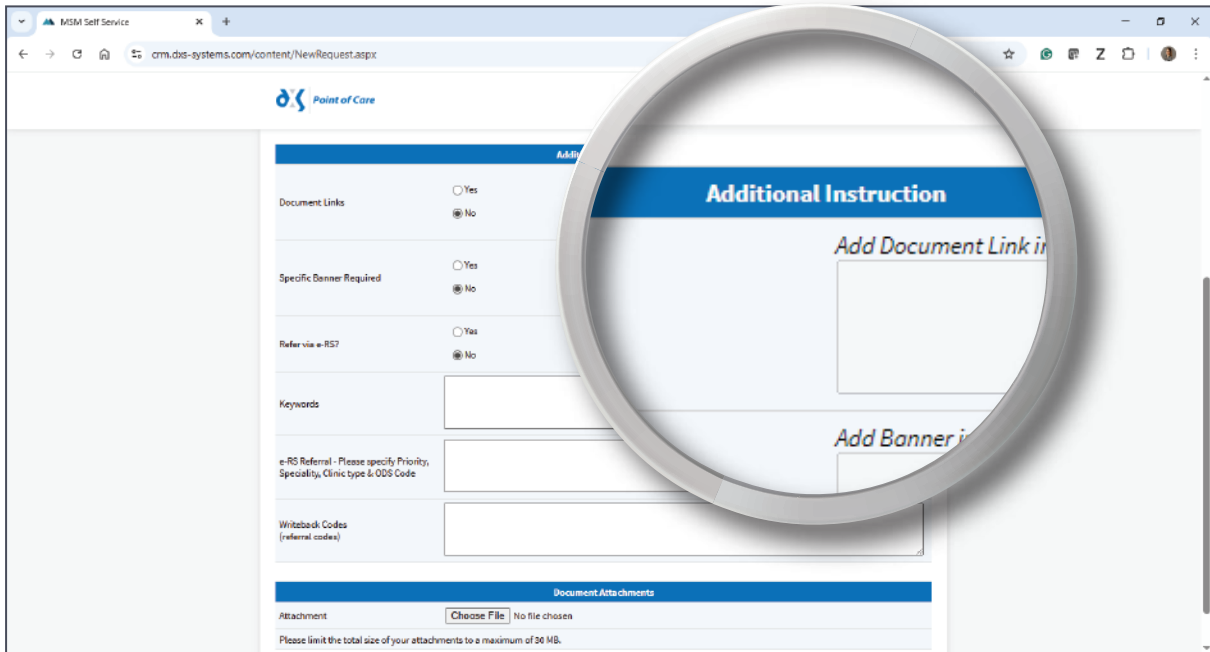 MSM Self Service
crm.dxs-systems.com/content/NewRequest.aspx
dxs Point of Care
Additional Instruction
Document Links
Yes
No
Add Document Link in
Specific Banner Required
Yes
No
Add Banner
Refer via e-RS?
Yes
No
Keywords
e-RS Referral - Please specify Priority,
Speciality, Clinic type & ODS Code
Writeback Codes
(referral codes)
Document Attachments
Attachment
Choose File No file chosen
Please limit the total size of your attachments to a maximum of 30 MB.